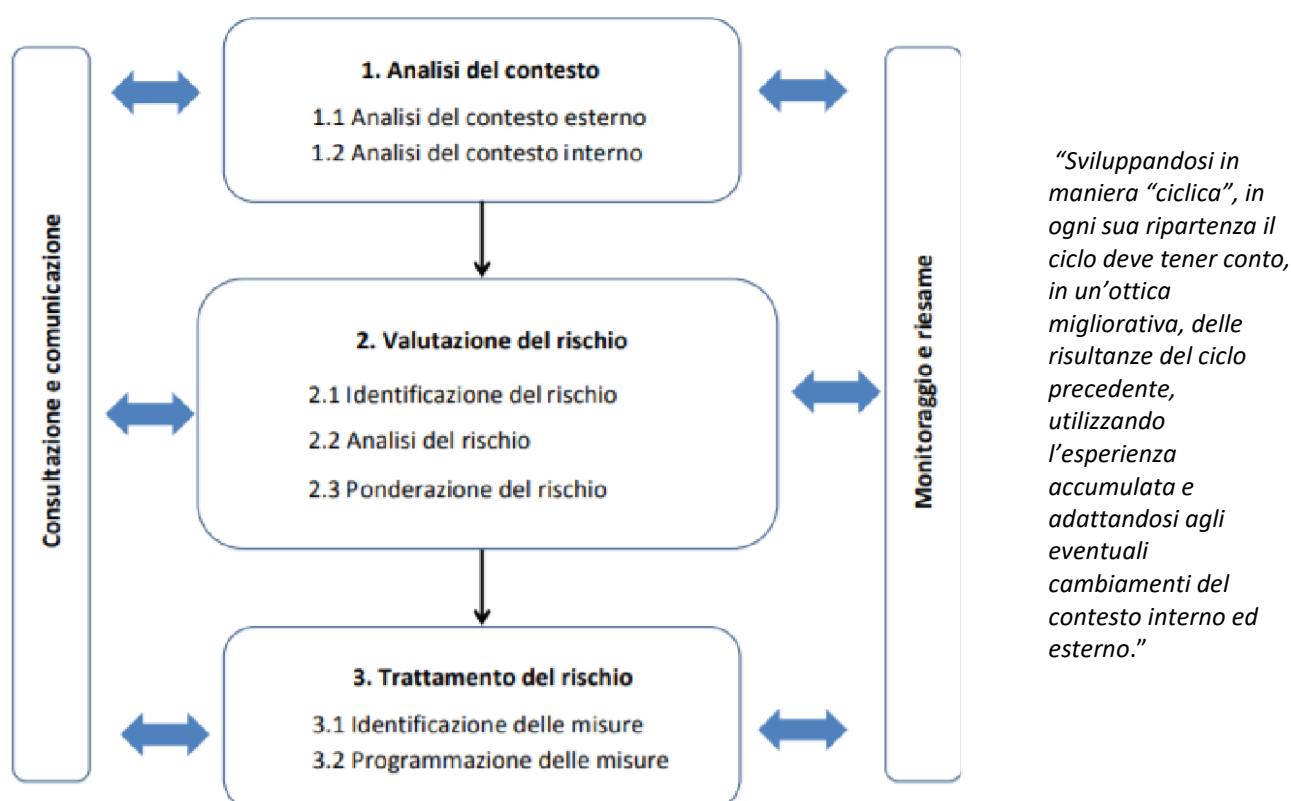 Consultazione e comunicazione
1. Analisi del contesto
1.1 Analisi del contesto esterno
1.2 Analisi del contesto interno
2. Valutazione del rischio
2.1 Identificazione del rischio
2.2 Analisi del rischio
2.3 Ponderazione del rischio
3. Trattamento del rischio
3.1 Identificazione delle misure
3.2 Programmazione delle misure
Monitoraggio e riesame
“Sviluppandosi in
maniera “ciclica”, in
ogni sua ripartenza il
ciclo deve tener conto,
in un’ottica
migliorativa, delle
risultanze del ciclo
precedente,
utilizzando
l’esperienza
accumulata e
adattandosi agli
eventuali
cambiamenti del
contesto interno ed
esterno.”